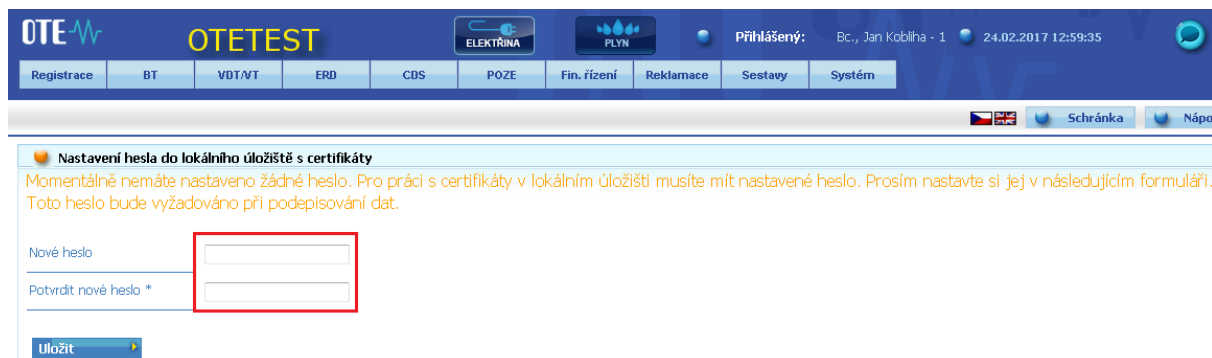 OTE OTETEST ELEKTŘINA PLYN Přihlášený: Bc., Jan Kobliha - 1 24.02.2017 12:59:35
Registrace BT VDT/VT ERD CDS POZE Fin. řízení Reklamace Sestavy Systém
Schránka Nápo
Nastavení hesla do lokálního úložiště s certifikáty
Momentálně nemáte nastaveno žádné heslo. Pro práci s certifikáty v lokálním úložišti musíte mít nastavené heslo. Prosím nastavte si jej v následujícím formuláři.
Toto heslo bude vyžadováno při podepisování dat.
Nové heslo
Potvrdit nové heslo *
Uložit